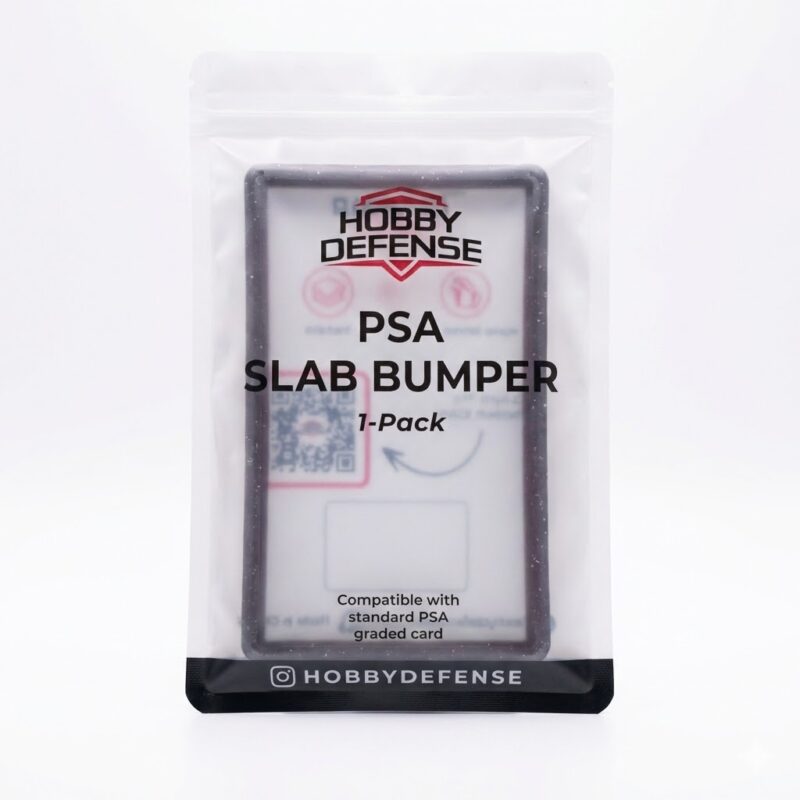 HOBBY
DEFENSE
PSA
SLAB BUMPER
1-Pack
Compatible with
standard PSA
graded card
HOBBYDEFENSE